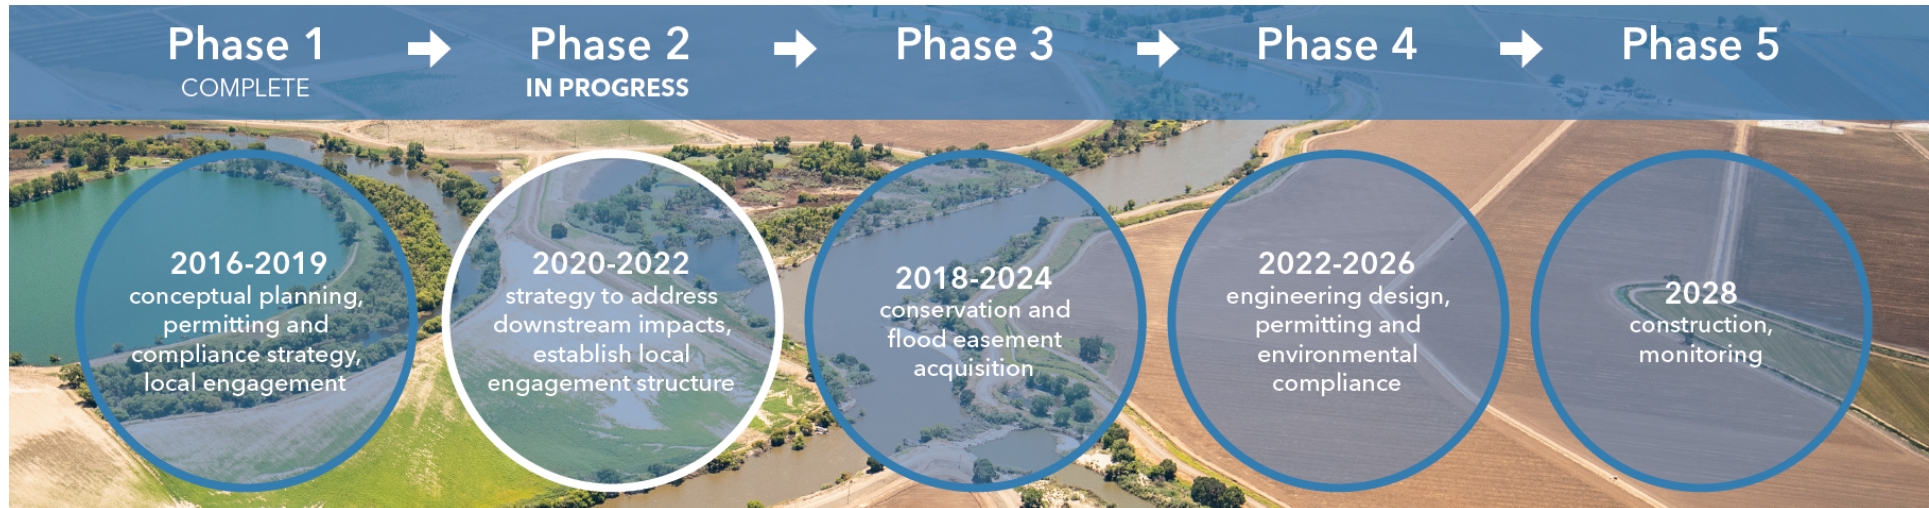 Phase 1
COMPLETE
Phase 2
IN PROGRESS
Phase 3
Phase 4
Phase 5
2016-2019
conceptual planning,
permitting and
compliance strategy,
local engagement
2020-2022
strategy to address
downstream impacts,
establish local
engagement structure
2018-2024
conservation and
flood easement
acquisition
2022-2026
engineering design,
permitting and
environmental
compliance
2028
construction,
monitoring